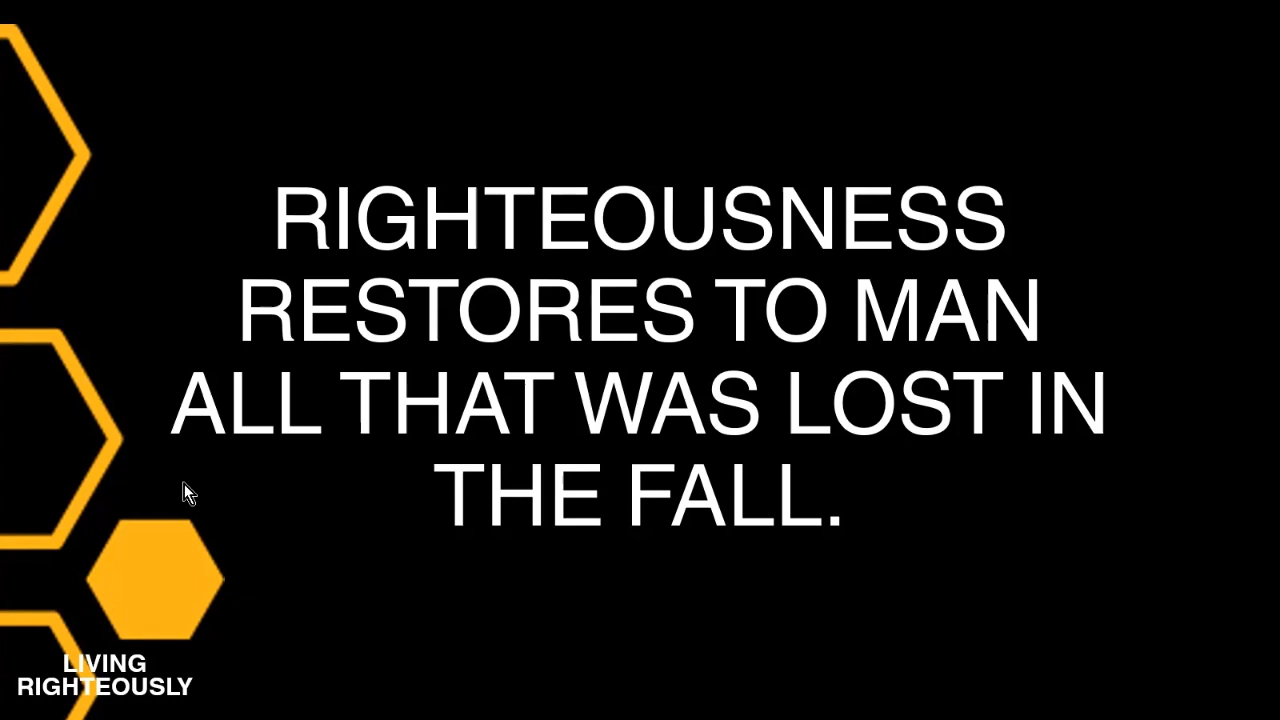 RIGHTEOUSNESS
RESTORES TO MAN
ALL THAT WAS LOST IN
THE FALL.
LIVING
RIGHTEOUSLY